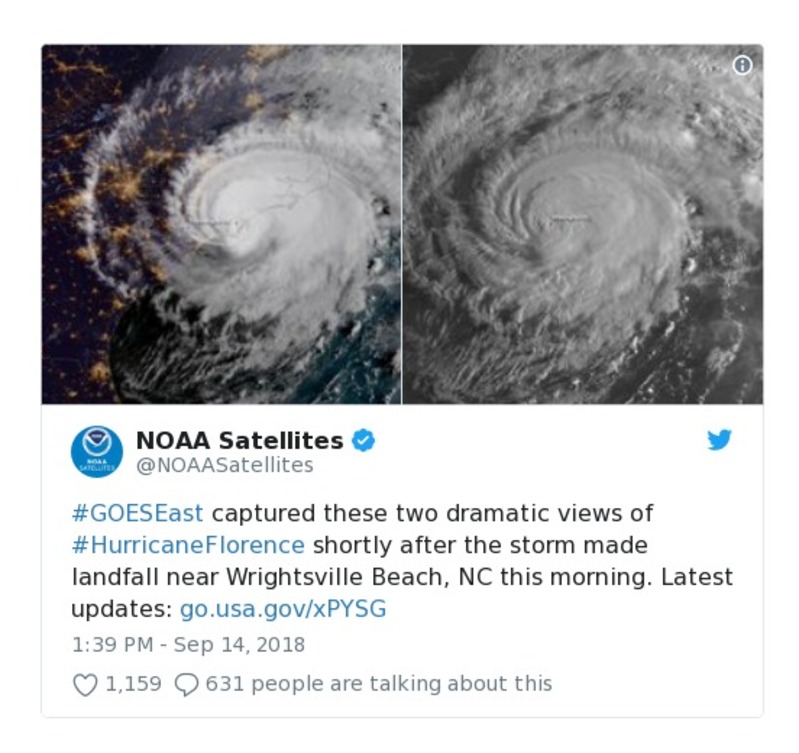 NOAA
SATELLITES
NOAA Satellites
@NOAASatellites
#GOESEast captured these two dramatic views of
#HurricaneFlorence shortly after the storm made
landfall near Wrightsville Beach, NC this morning. Latest
updates: go.usa.gov/xPYSG
1:39 PM - Sep 14, 2018
1,159 631 people are talking about this